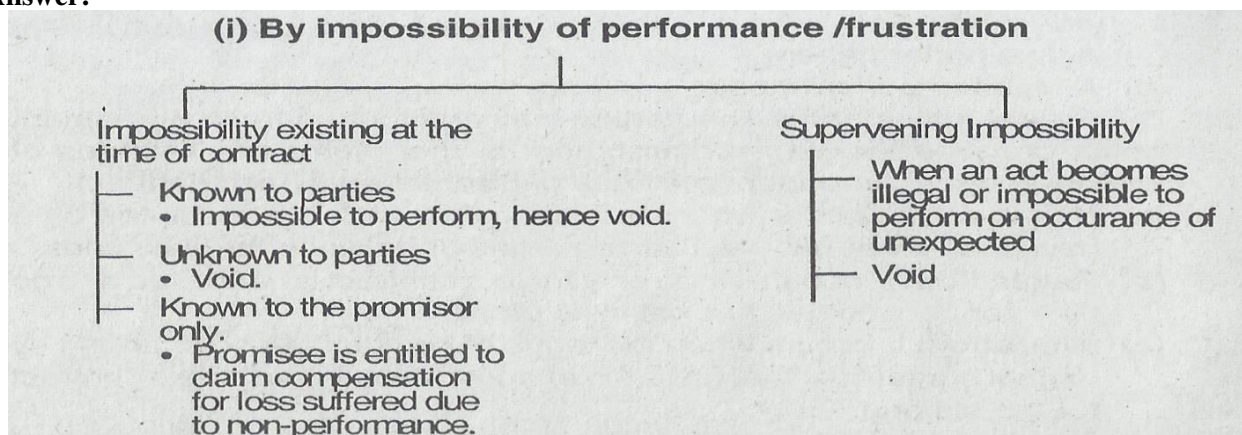 Answer:
(i) By impossibility of performance /frustration
Impossibility existing at the
time of contract
Known to parties
• Impossible to perform, hence void.
Unknown to parties
• Void.
Known to the promisor
only.
• Promisee is entitled to
claim compensation
for loss suffered due
to non-performance.
Supervening Impossibility
When an act becomes
illegal or impossible to
perform on occurance of
unexpected
Void